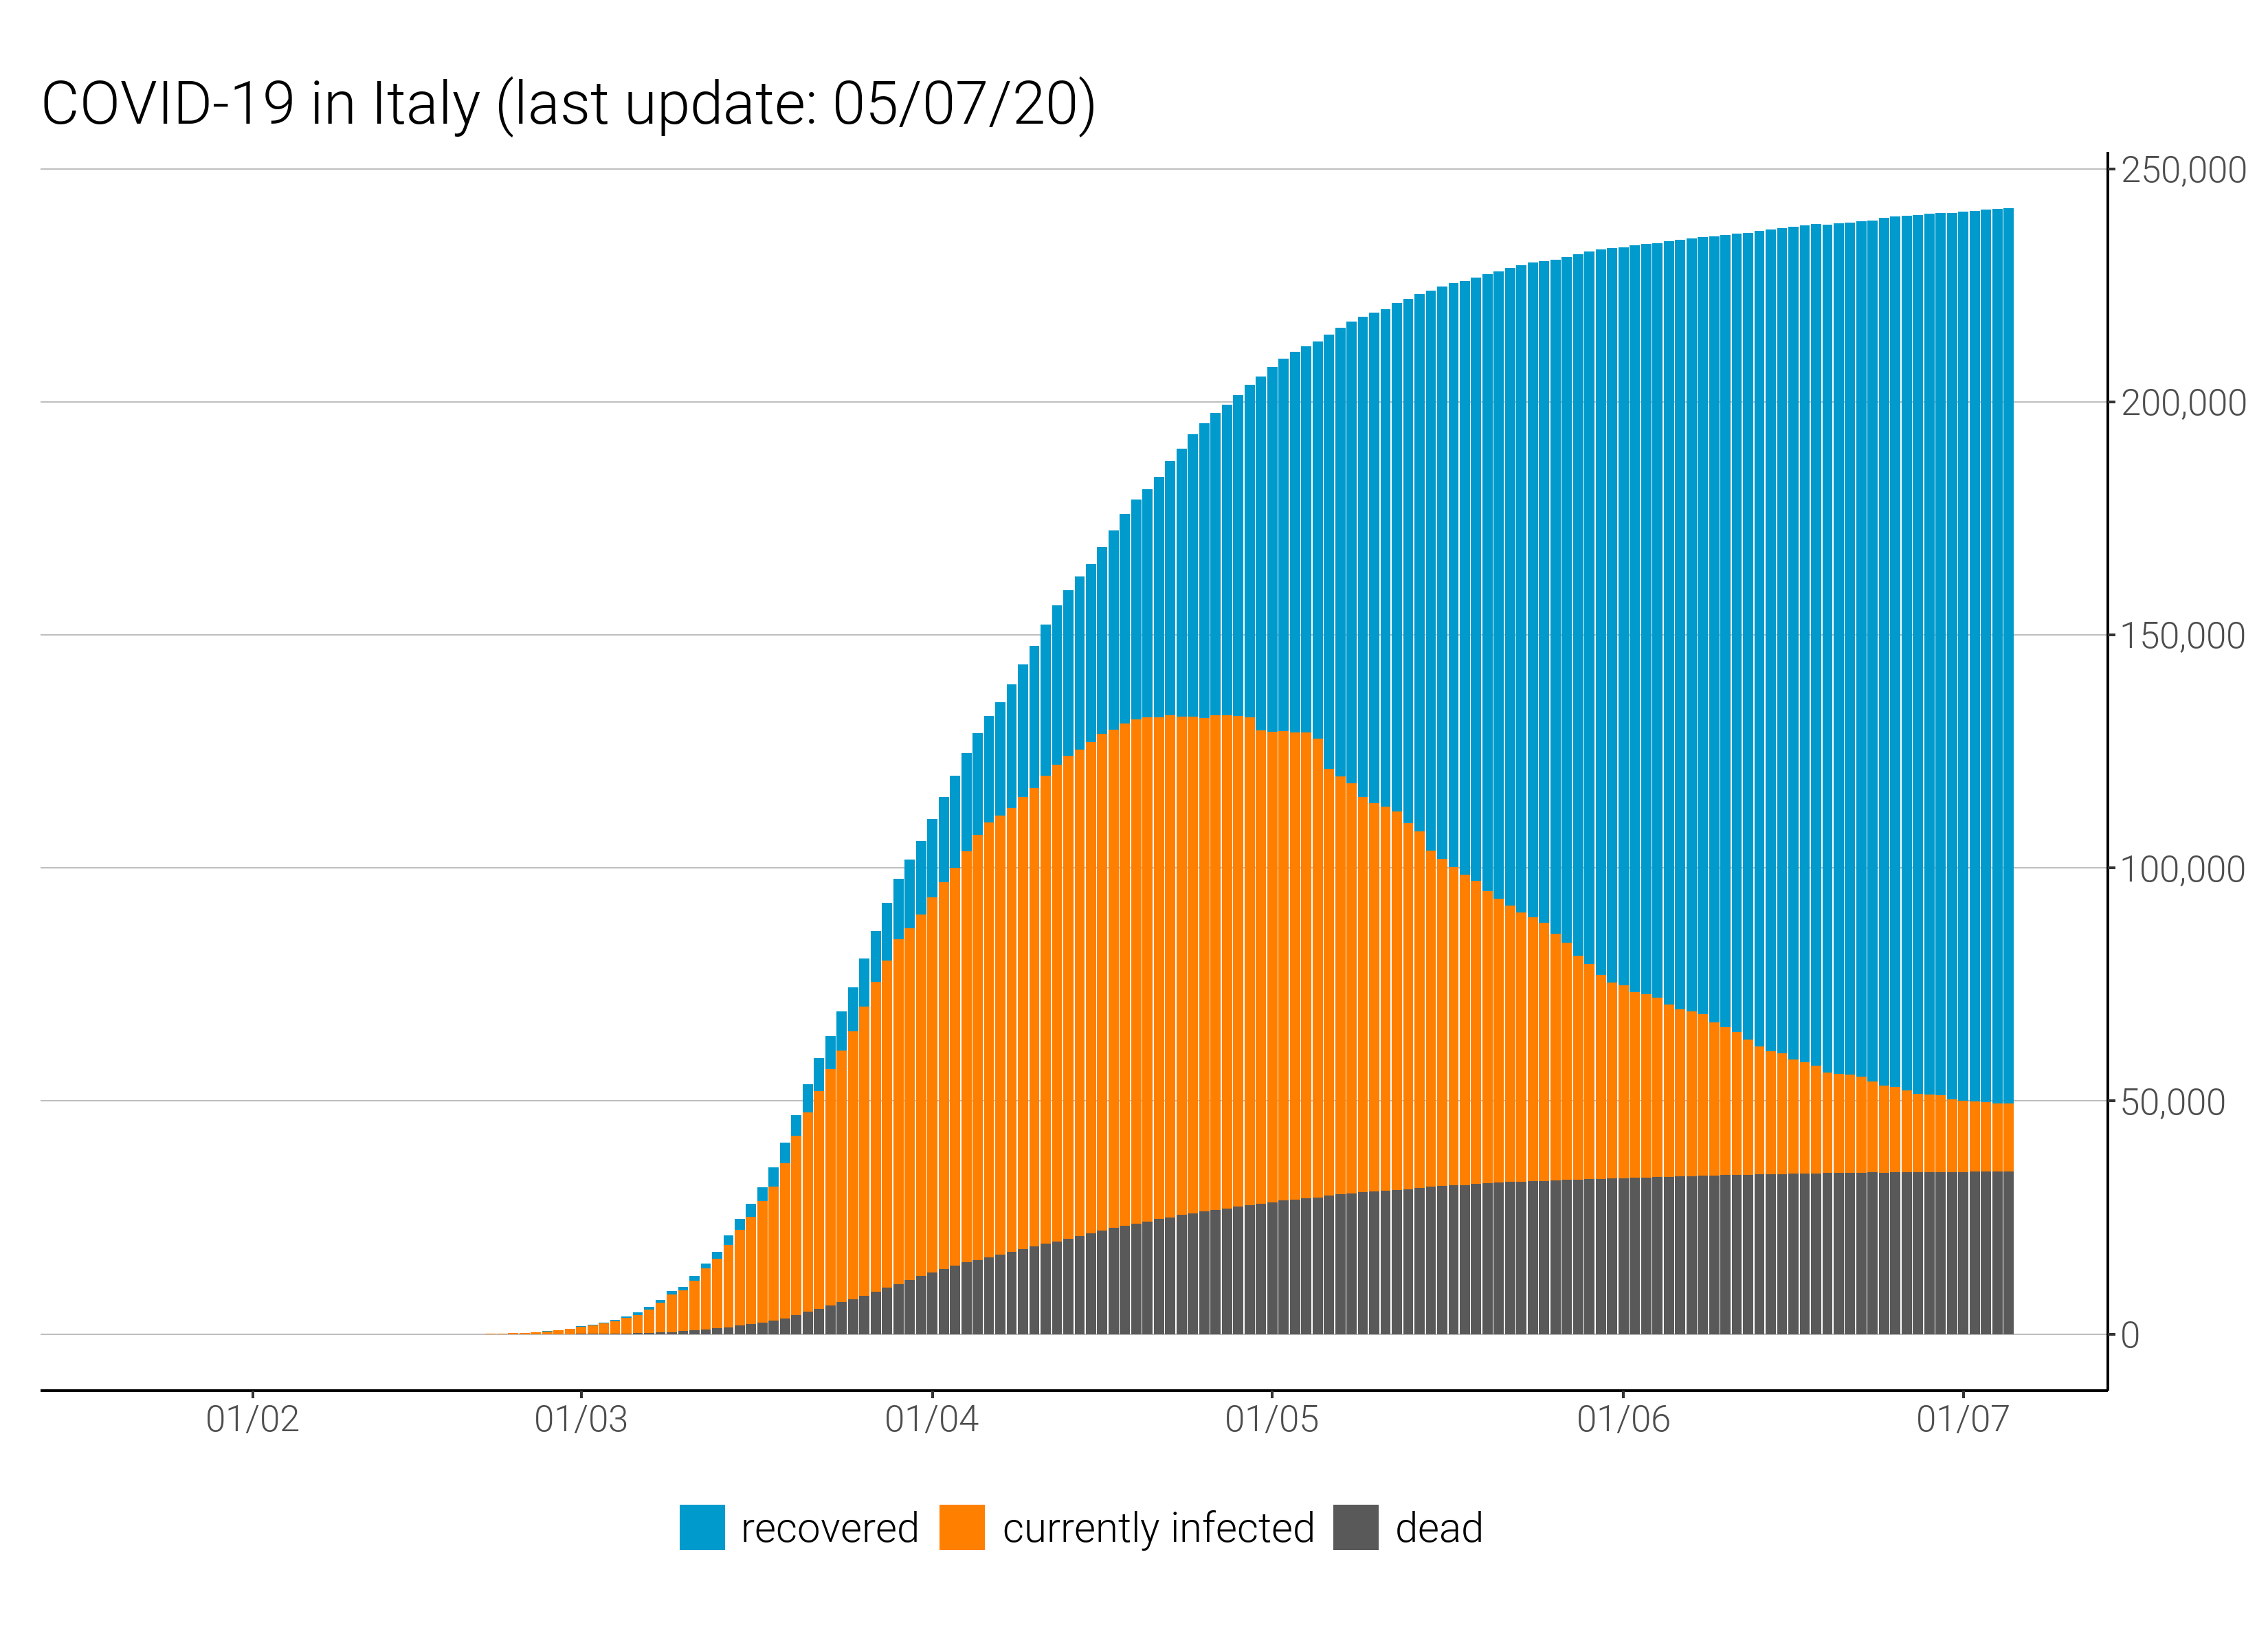 COVID-19 in Italy (last update: 05/07/20)
250,000
200,000
150,000
100,000
50,000
0
01/02 01/03 01/04 01/05 01/06 01/07
recovered currently infected dead